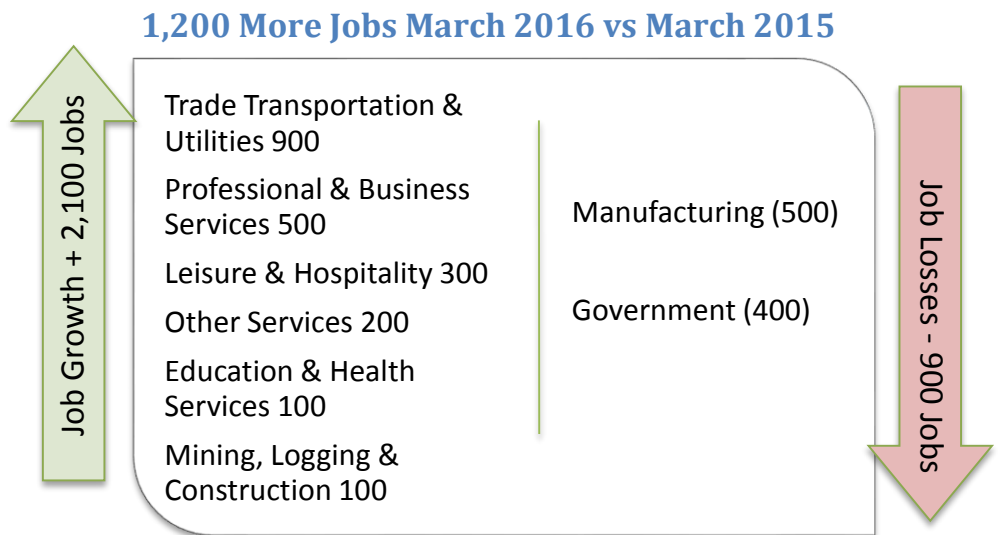 1,200 More Jobs March 2016 vs March 2015
Job Growth + 2,100 Jobs
Trade Transportation &
Utilities 900
Professional & Business
Services 500
Leisure & Hospitality 300
Other Services 200
Education & Health
Services 100
Mining, Logging &
Construction 100
Manufacturing (500)
Government (400)
Job Losses - 900 Jobs